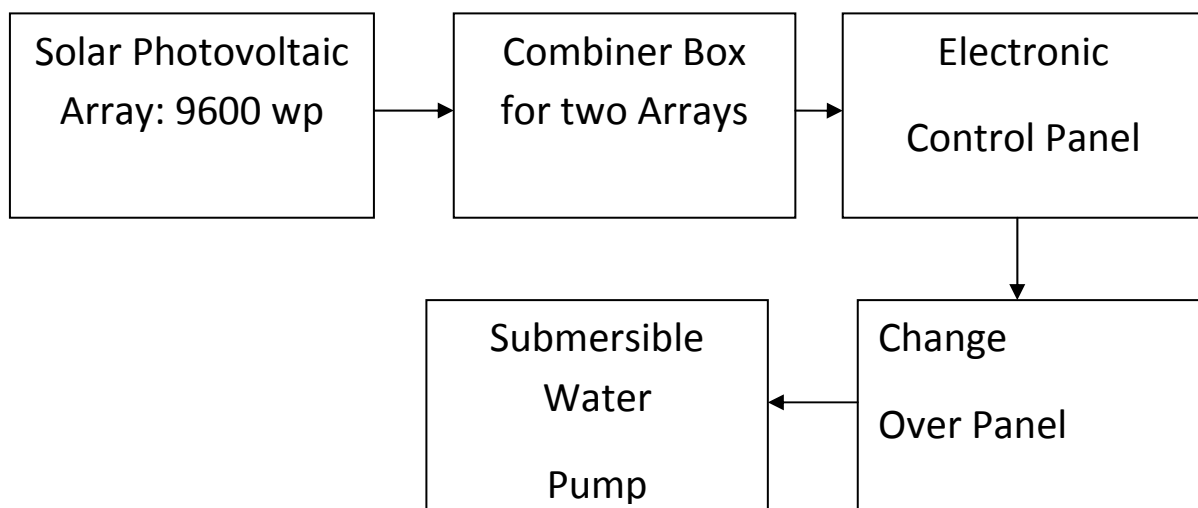 Solar Photovoltaic
Array: 9600 wp
Combiner Box
for two Arrays
Electronic
Control Panel
Change
Over Panel
Submersible
Water
Pump